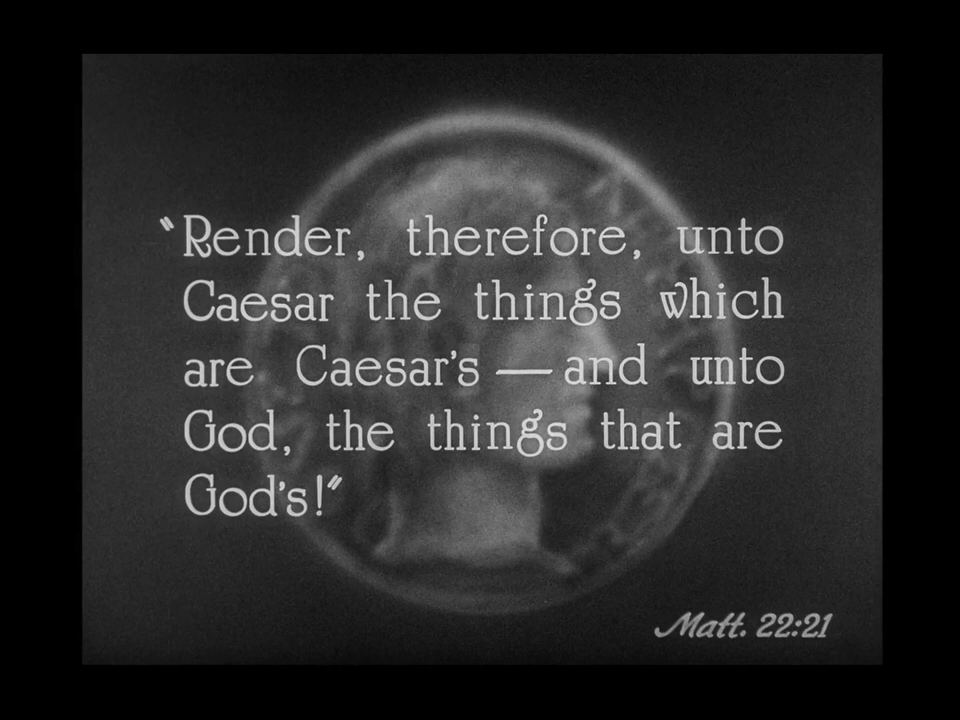 "Render, therefore, unto
Caesar the things which
are Caesar's — and unto
God, the things that are
God's!"
Matt. 22:21